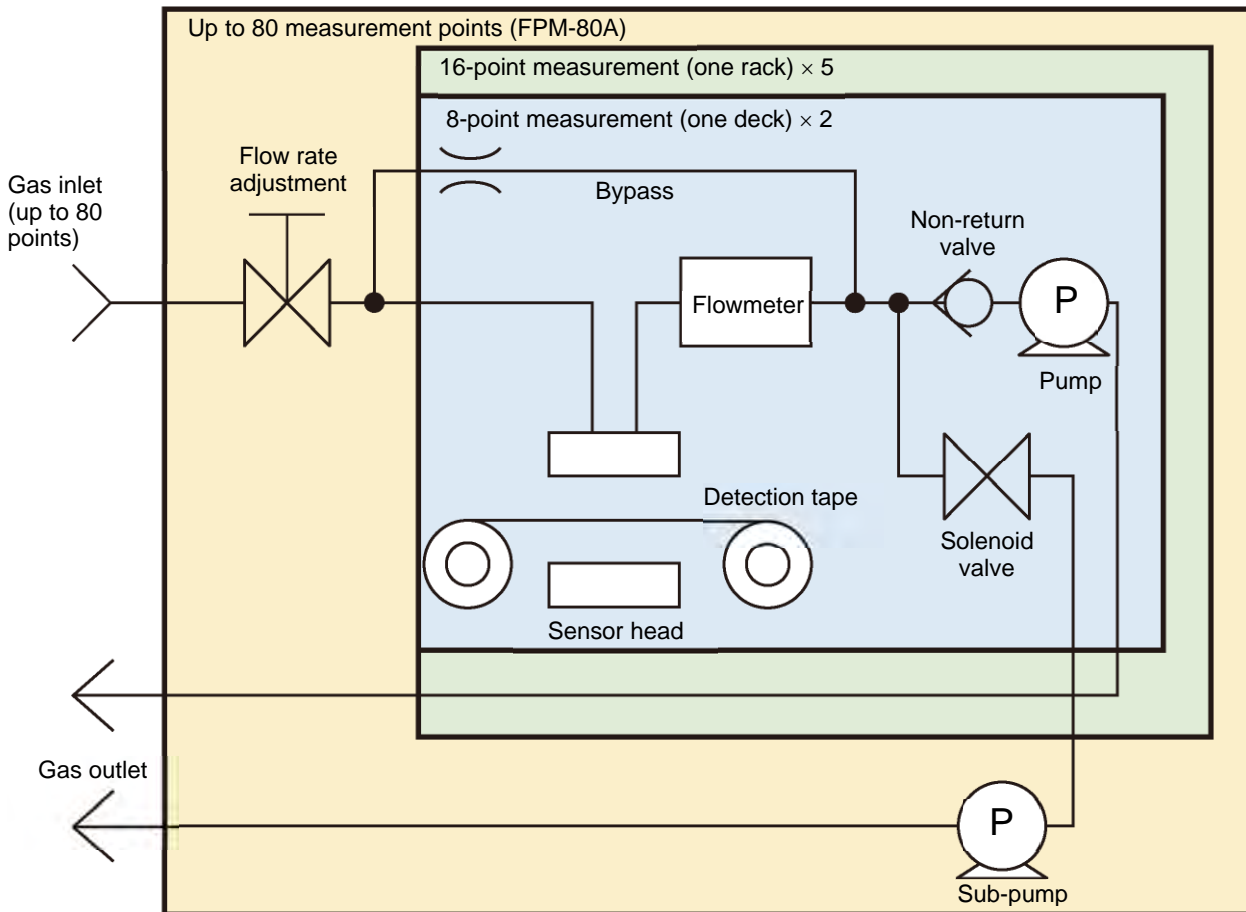 Up to 80 measurement points (FPM-80A)
16-point measurement (one rack) × 5
8-point measurement (one deck) × 2
Flow rate
adjustment
Gas inlet
(up to 80
points)
Bypass
Non-return
valve
Flowmeter
P
Pump
Detection tape
Solenoid
valve
Sensor head
Gas outlet
P
Sub-pump